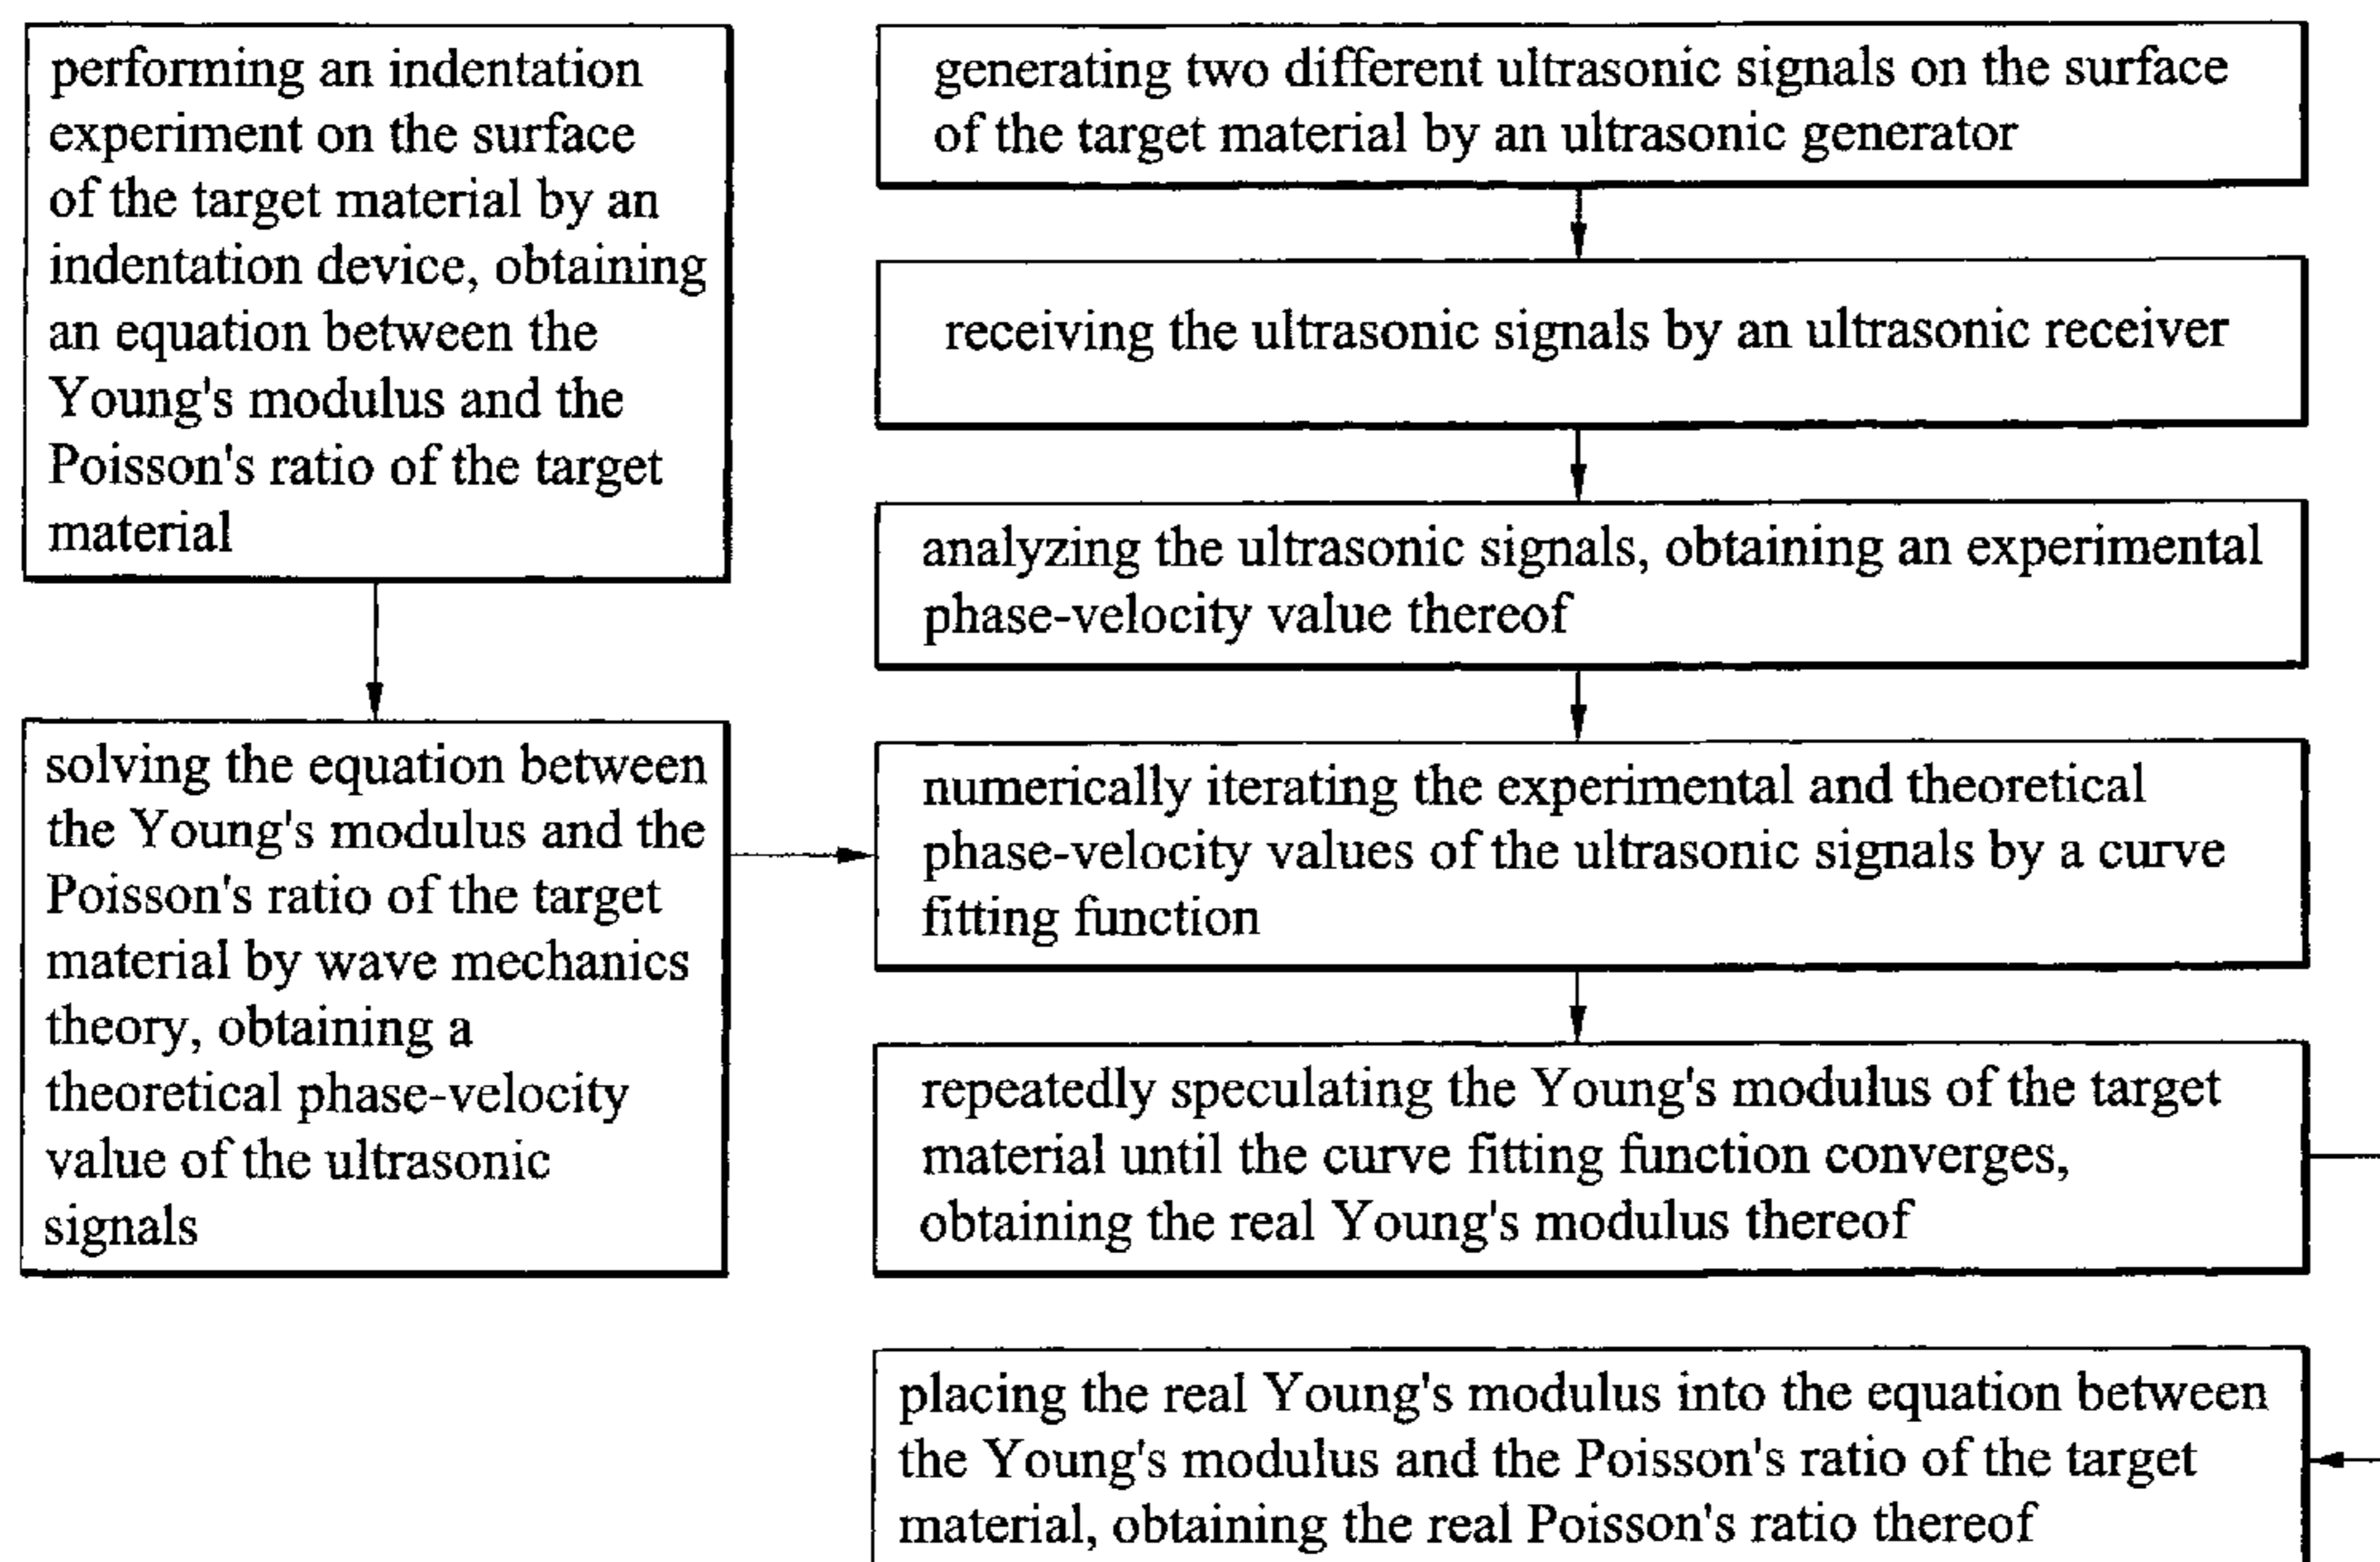 performing an indentation
experiment on the surface
of the target material by an
indentation device, obtaining
an equation between the
Young's modulus and the
Poisson's ratio of the target
material
solving the equation between
the Young's modulus and the
Poisson's ratio of the target
material by wave mechanics
theory, obtaining a
theoretical phase-velocity
value of the ultrasonic
signals
generating two different ultrasonic signals on the surface
of the target material by an ultrasonic generator
receiving the ultrasonic signals by an ultrasonic receiver
analyzing the ultrasonic signals, obtaining an experimental
phase-velocity value thereof
numerically iterating the experimental and theoretical
phase-velocity values of the ultrasonic signals by a curve
fitting function
repeatedly speculating the Young's modulus of the target
material until the curve fitting function converges,
obtaining the real Young's modulus thereof
placing the real Young's modulus into the equation between
the Young's modulus and the Poisson's ratio of the target
material, obtaining the real Poisson's ratio thereof